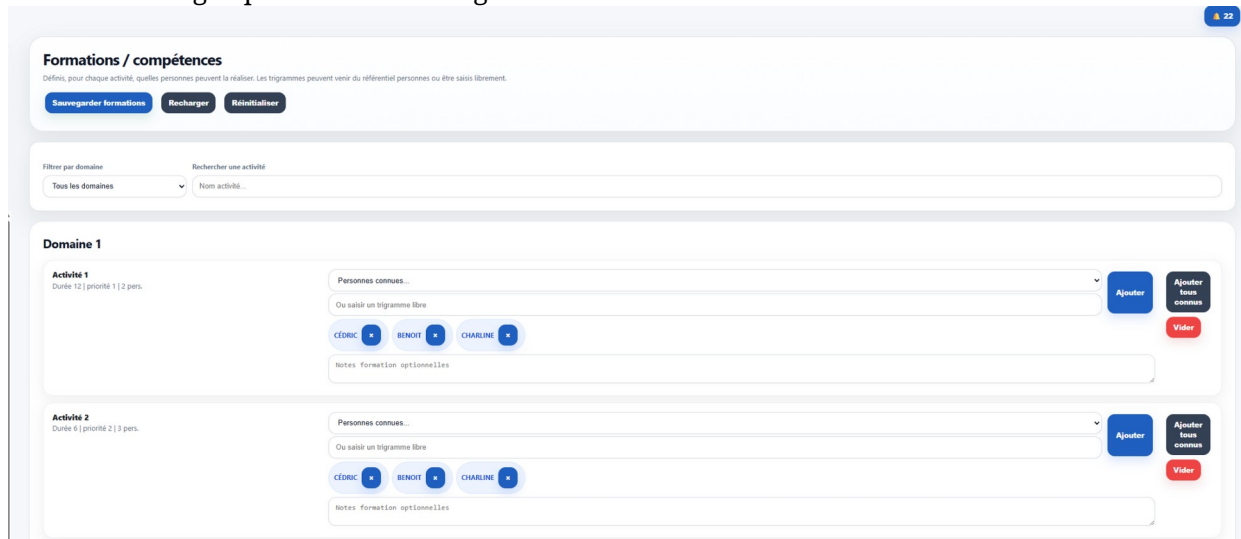 22
Formations / compétences
Définis, pour chaque activité, quelles personnes peuvent la réaliser. Les trigrammes peuvent venir du référentiel personnes ou être saisis librement.
Sauvegarder formations Recharger Réinitialiser
Filtrer par domaine Rechercher une activité
Tous les domaines Nom activité...
Domaine 1
Activité 1
Durée 12 | priorité 1 | 2 pers.
Personnes connues...
Ou saisir un trigramme libre
Ajouter
Ajouter
tous
connus
Vider
CÉDRIC × BENOIT × CHARLINE ×
Notes formation optionnelles
Activité 2
Durée 6 | priorité 2 | 3 pers.
Personnes connues...
Ou saisir un trigramme libre
Ajouter
Ajouter
tous
connus
Vider
CÉDRIC × BENOIT × CHARLINE ×
Notes formation optionnelles